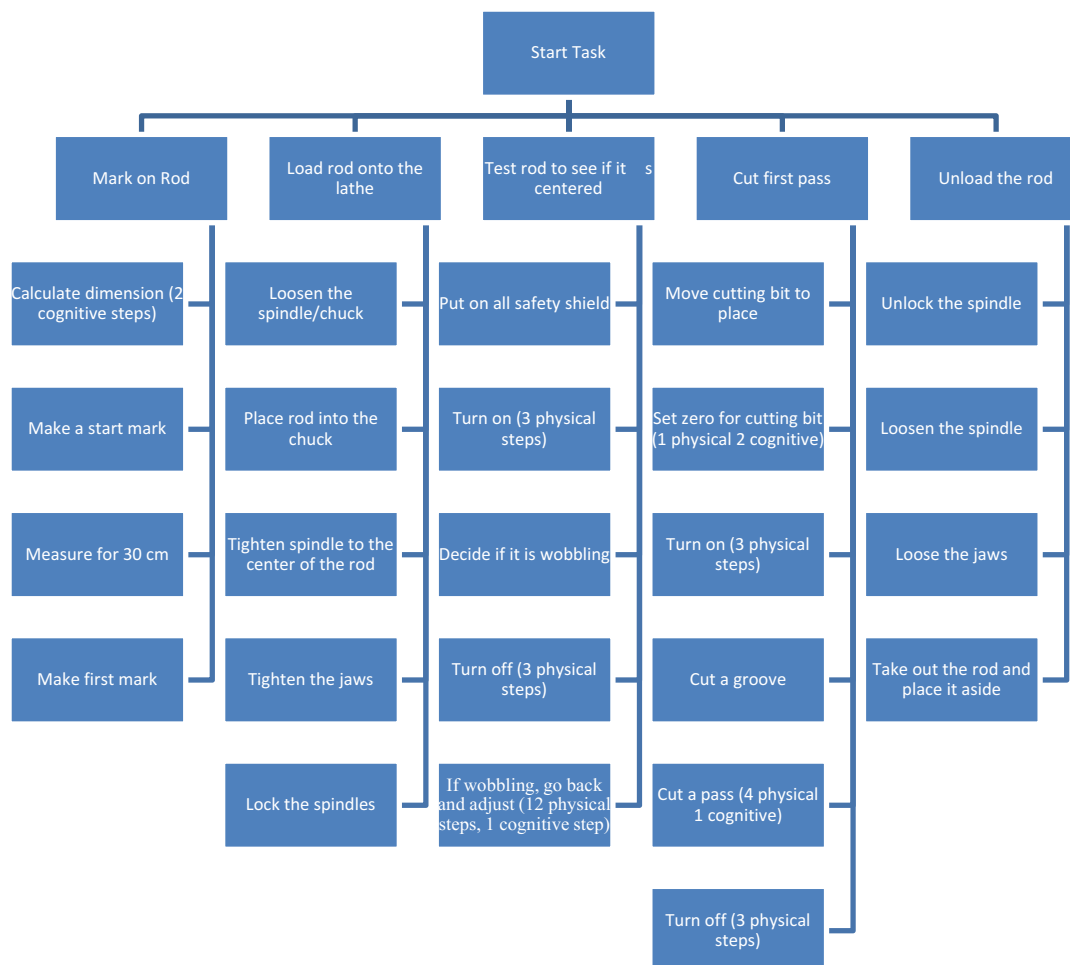 Start Task
Mark on Rod
Load rod onto the
lathe
Test rod to see if it s
centered
Cut first pass
Unload the rod
Calculate dimension (2
cognitive steps)
Make a start mark
Measure for 30 cm
Make first mark
Loosen the
spindle/chuck
Place rod into the
chuck
Tighten spindle to the
center of the rod
Tighten the jaws
Lock the spindles
Put on all safety shield
Turn on (3 physical
steps)
Decide if it is wobbling
Turn off (3 physical
steps)
If wobbling, go back
and adjust (12 physical
steps, 1 cognitive step)
Move cutting bit to
place
Set zero for cutting bit
(1 physical 2 cognitive)
Turn on (3 physical
steps)
Cut a groove
Cut a pass (4 physical
1 cognitive)
Turn off (3 physical
steps)
Unlock the spindle
Loosen the spindle
Loose the jaws
Take out the rod and
place it aside